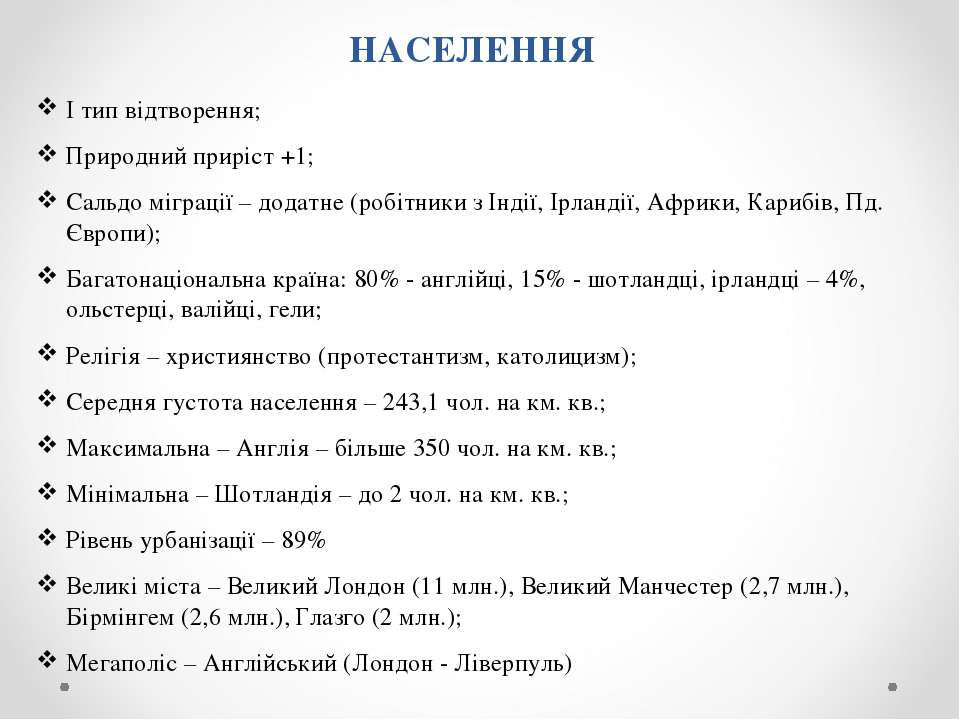 НАСЕЛЕННЯ
І тип відтворення;
Природний приріст +1;
Сальдо міграції – додатне (робітники з Індії, Ірландії, Африки, Карибів, Пд.
Європи);
Багатонаціональна країна: 80% - англійці, 15% - шотландці, ірландці – 4%,
ольстерці, валійці, гели;
Релігія – християнство (протестантизм, католицизм);
Середня густота населення – 243,1 чол. на км. кв.;
Максимальна – Англія – більше 350 чол. на км. кв.;
Мінімальна – Шотландія – до 2 чол. на км. кв.;
Рівень урбанізації – 89%
Великі міста – Великий Лондон (11 млн.), Великий Манчестер (2,7 млн.),
Бірмінгем (2,6 млн.), Глазго (2 млн.);
Мегаполіс – Англійський (Лондон - Ліверпуль)